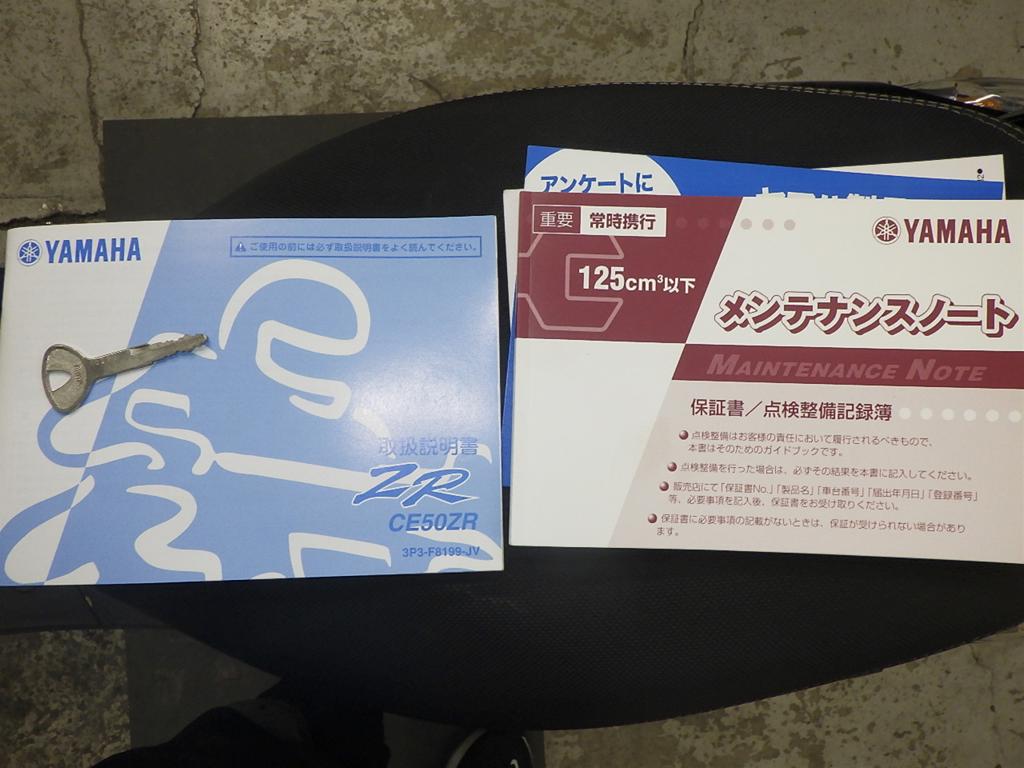 YAMAHA
ご使用の前には必ず取扱説明書をよく読んでください。
取扱説明書
ZR
CE50ZR
3P3-F8199-JV
アンケートに
重要 常時携行
YAMAHA
125cm³以下
メンテナンスノート
MAINTENANCE NOTE
保証書／点検整備記録簿
●点検整備はお客様の責任において履行されるべきもので、
本書はそのためのガイドブックです。
●点検整備を行った場合は、必ずその結果を本書に記入してください。
●販売店にて「保証書No.」「製品名」「車台番号」「届出年月日」「登録番号」
等、必要事項を記入後、保証書をお受け取りください。
●保証書に必要事項の記載がないときは、保証が受けられない場合があり
ます。